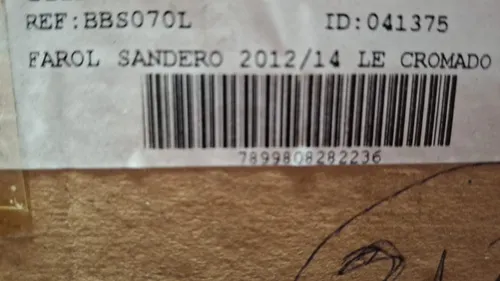 REF:BBS070L ID:041375
FAROL SANDERO 2012/14 LE CROMADO
7899808282236